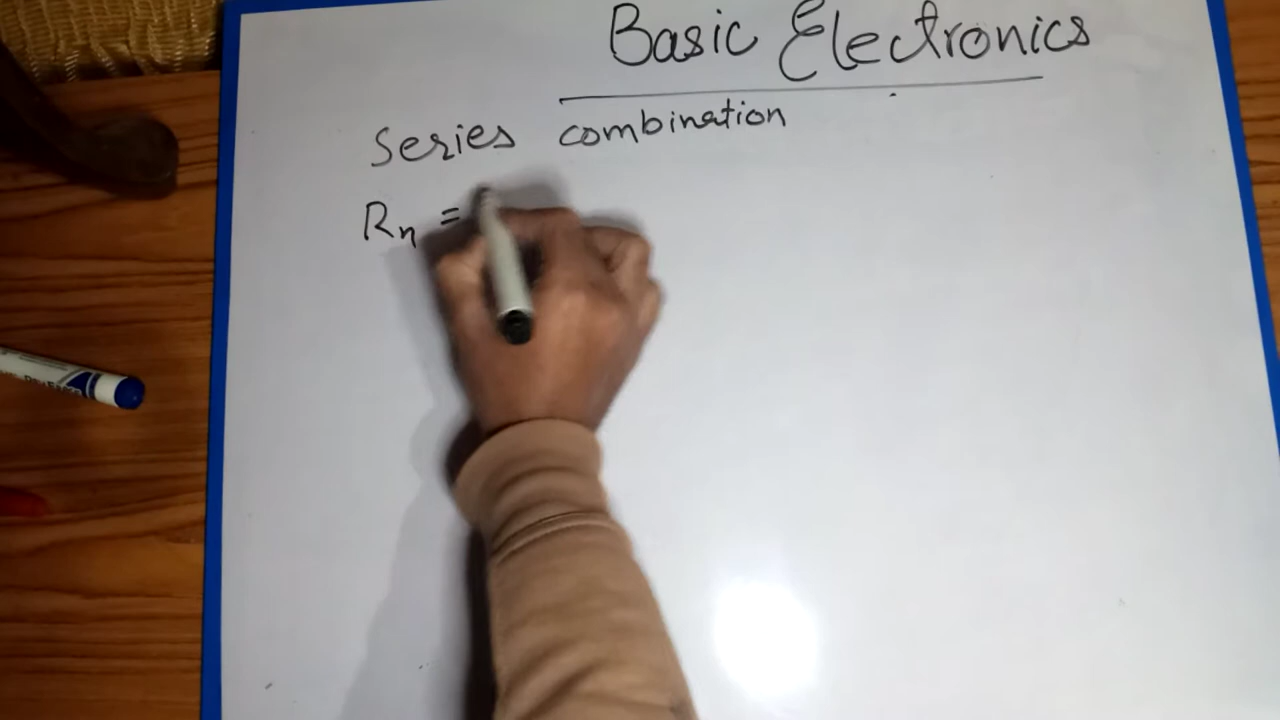 Basic Electronics
Series combination
Rn =